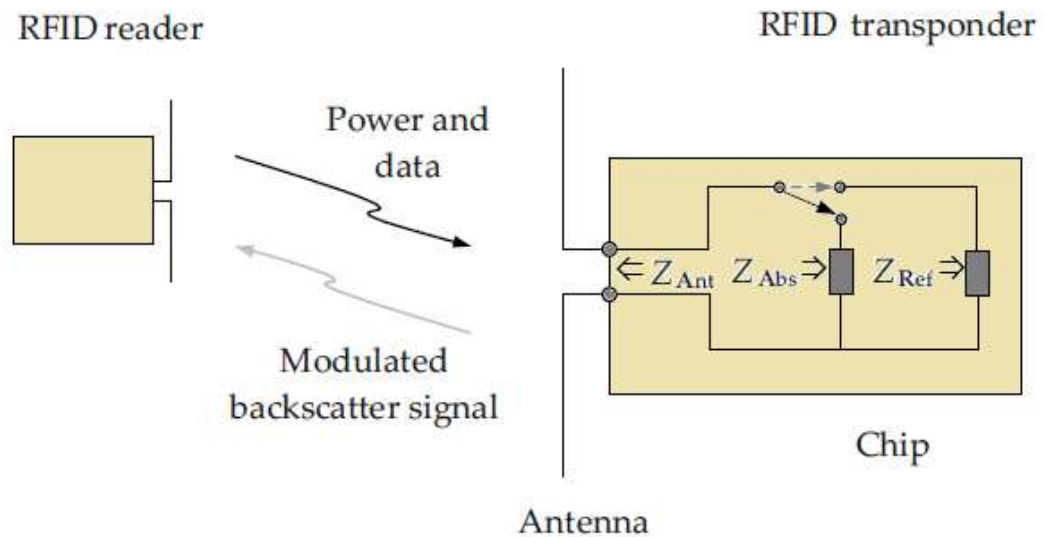 RFID reader
RFID transponder
Power and
data
Z Ant
Z Abs
Z Ref
Modulated
backscatter signal
Chip
Antenna